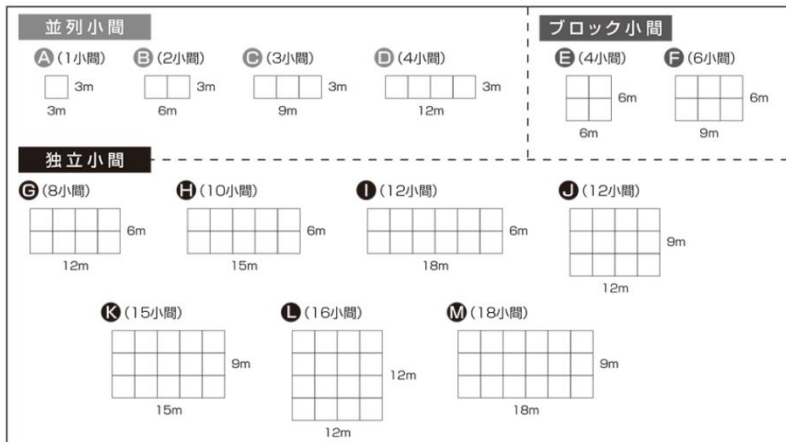 並列小間
ブロック小間
A (1小間)
3m
3m
B (2小間)
3m
6m
C (3小間)
3m
9m
D (4小間)
3m
12m
E (4小間)
6m
6m
F (6小間)
6m
9m
独立小間
G (8小間)
6m
12m
H (10小間)
6m
15m
I (12小間)
6m
18m
J (12小間)
9m
12m
K (15小間)
9m
15m
L (16小間)
12m
12m
M (18小間)
9m
18m